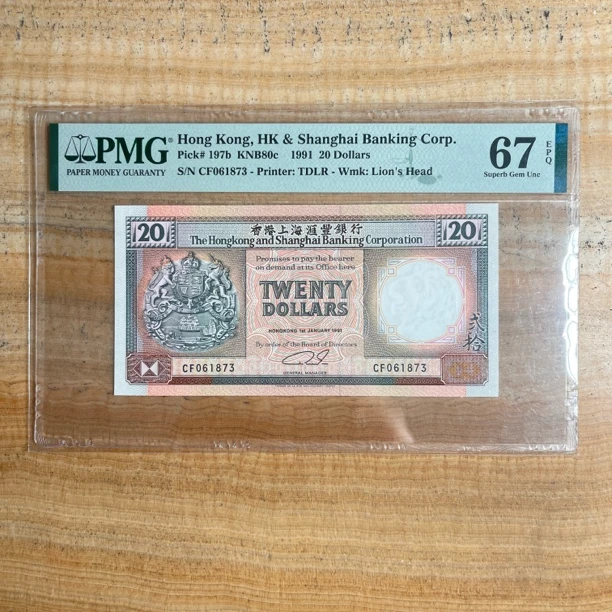 PMG
PAPER MONEY GUARANTY
Hong Kong, HK & Shanghai Banking Corp.
Pick# 197b KNB80c 1991 20 Dollars
S/N CF061873 - Printer: TDLR - Wmk: Lion's Head
67 EPQ
Superb Gem Unc
20 香港上海滙豐銀行 20
The Hongkong and Shanghai Banking Corporation
Promises to pay the bearer
on demand at its Office here
TWENTY
DOLLARS
HONGKONG 1ST JANUARY 1991
By order of the Board of Directors
貳拾
GENERAL MANAGER
CF061873 CF061873